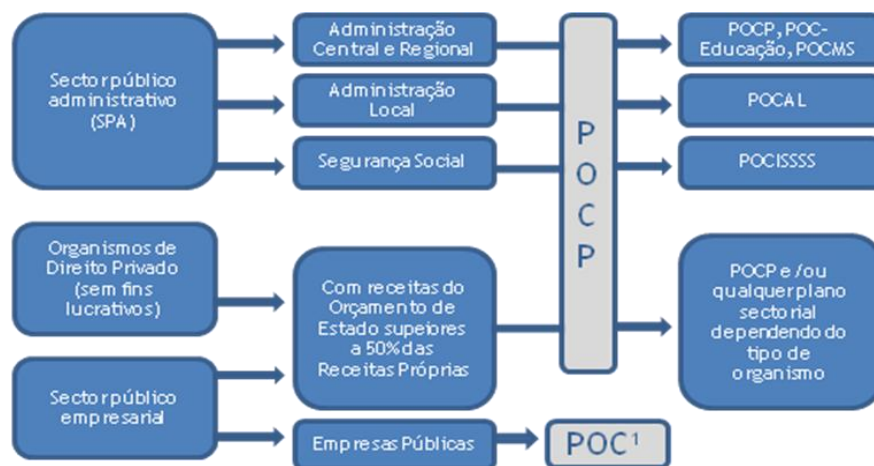 Sector público
administrativo
(SPA)
Administração
Central e Regional
Administração
Local
Segurança Social
P
O
C
P
POCP, POC-
Educação, POCMS
POCAL
POCISSSS
Organismos de
Direito Privado
(sem fins
lucrativos)
Sector público
empresarial
Com receitas do
Orçamento de
Estado supeiores
a 50% das
Receitas Próprias
Empresas Públicas
POC¹
POCP e /ou
qualquer plano
sectorial
dependendo do
tipo de
organismo